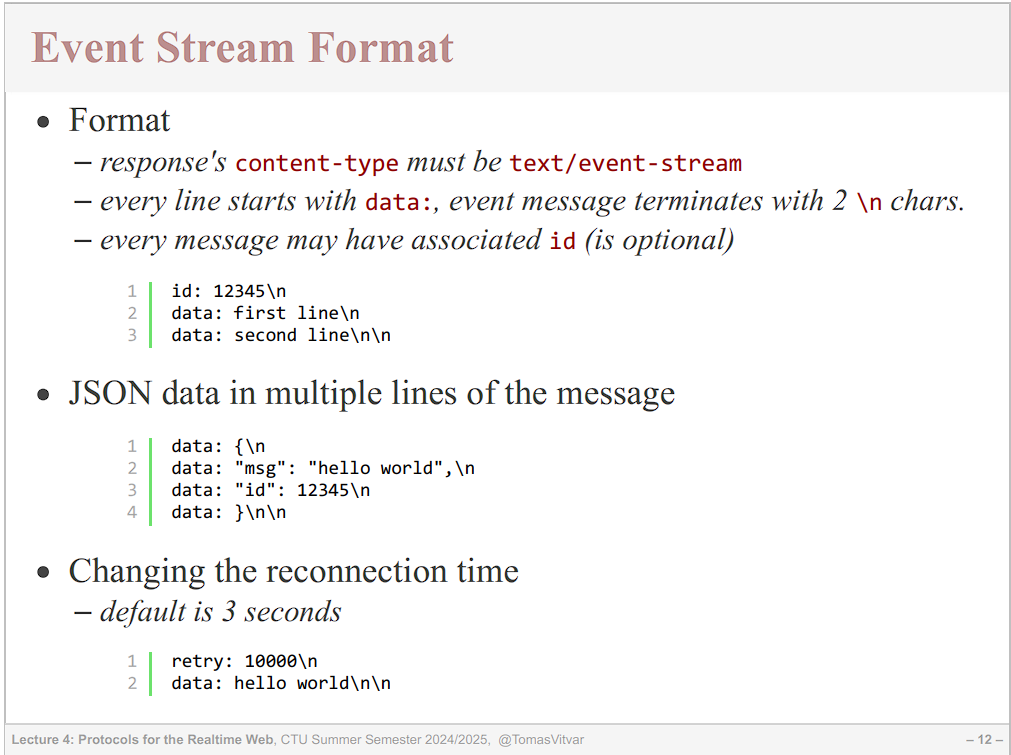 Event Stream Format
• Format
– response's content-type must be text/event-stream
– every line starts with data:, event message terminates with 2 \n chars.
– every message may have associated id (is optional)
1 id: 12345\n
2 data: first line\n
3 data: second line\n\n
• JSON data in multiple lines of the message
1 data: {\n
2 data: "msg": "hello world",\n
3 data: "id": 12345\n
4 data: }\n\n
• Changing the reconnection time
– default is 3 seconds
1 retry: 10000\n
2 data: hello world\n\n
Lecture 4: Protocols for the Realtime Web, CTU Summer Semester 2024/2025, @TomasVitvar – 12 –